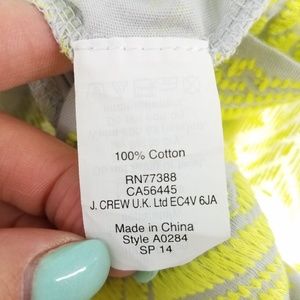 100% Cotton
RN77388
CA56445
J. CREW U.K. Ltd EC4V 6JA
Made in China
Style A0284
SP 14